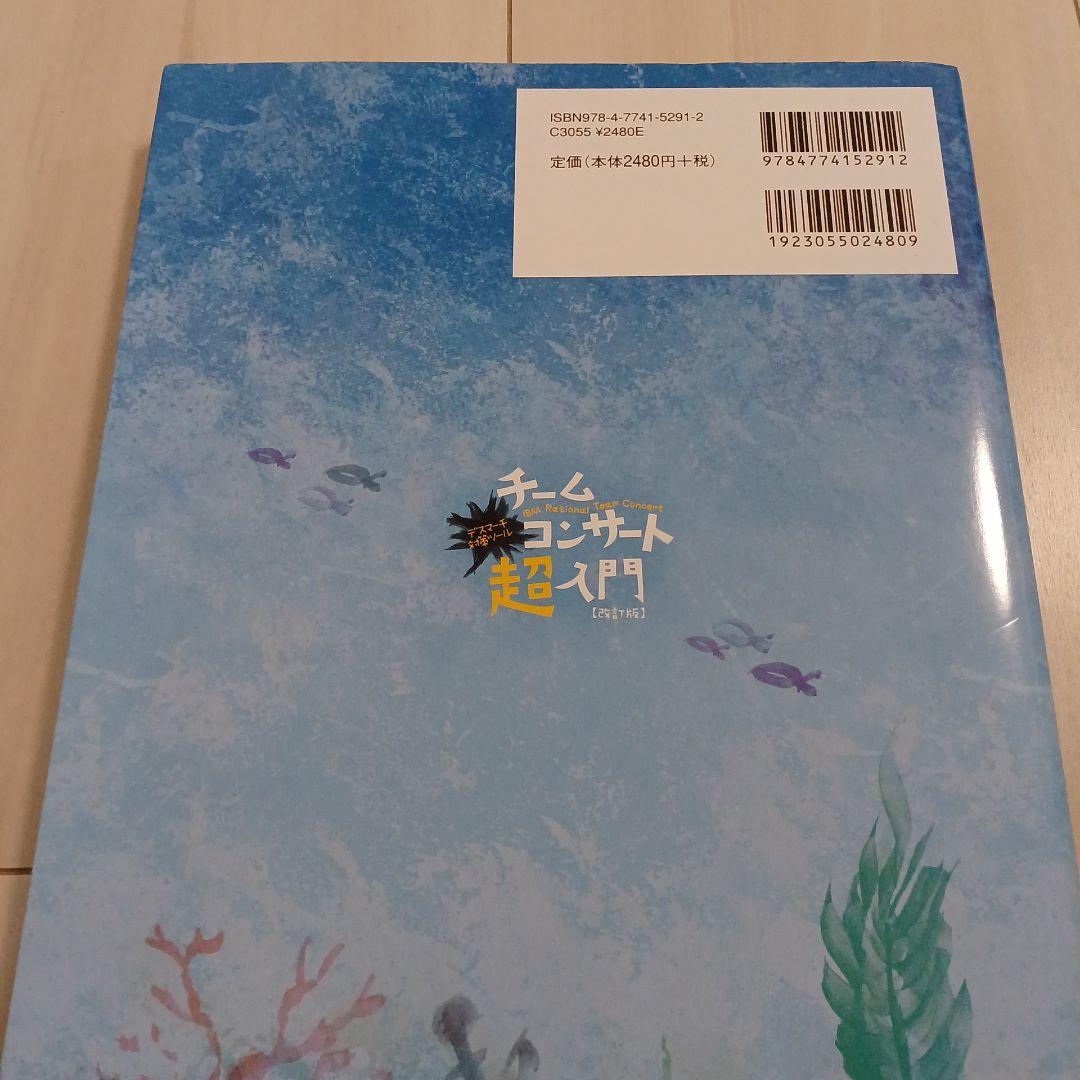 ISBN978-4-7741-5291-2
C3055 ¥2480E
定価(本体2480円+税)
9784774152912
1923055024809
チーム
IBM Rational Team Concert
デスマーチ
対策ツール
コンサート
超入門
【改訂版】